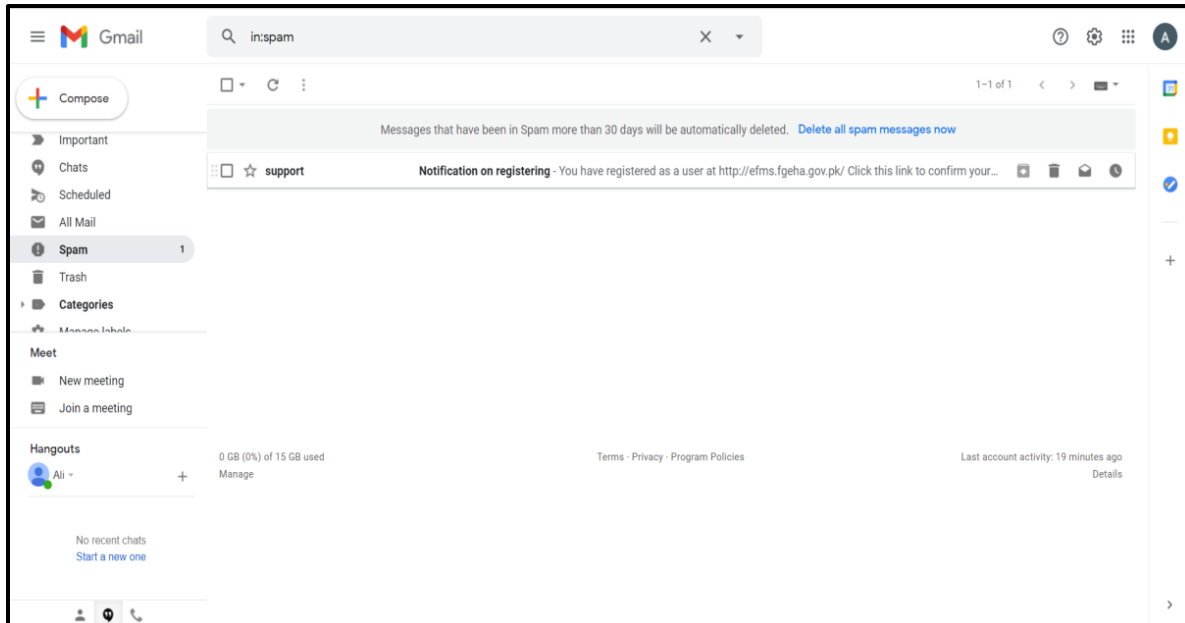 Gmail
in:spam
A
Compose
1–1 of 1
Important
Chats
Scheduled
All Mail
Spam 1
Trash
Categories
Manage labels
Messages that have been in Spam more than 30 days will be automatically deleted. Delete all spam messages now
support Notification on registering - You have registered as a user at http://efms.fgeha.gov.pk/ Click this link to confirm your...
Meet
New meeting
Join a meeting
Hangouts
Ali
No recent chats
Start a new one
0 GB (0%) of 15 GB used
Manage
Terms · Privacy · Program Policies
Last account activity: 19 minutes ago
Details